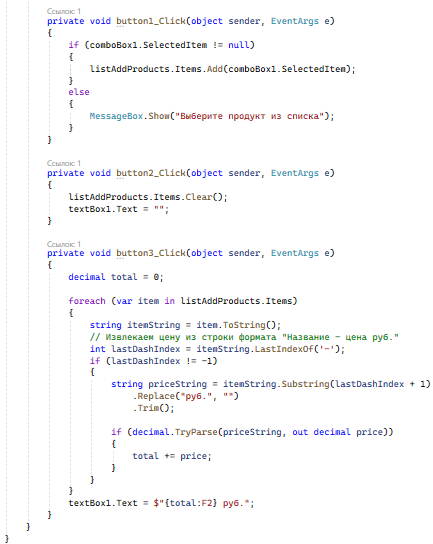 Ссылок: 1
private void button1_Click(object sender, EventArgs e)
{
if (comboBox1.SelectedItem != null)
{
listAddProducts.Items.Add(comboBox1.SelectedItem);
}
else
{
MessageBox.Show("Выберите продукт из списка");
}
}
Ссылок: 1
private void button2_Click(object sender, EventArgs e)
{
listAddProducts.Items.Clear();
textBox1.Text = "";
}
Ссылок: 1
private void button3_Click(object sender, EventArgs e)
{
decimal total = 0;
foreach (var item in listAddProducts.Items)
{
string itemString = item.ToString();
// Извлекаем цену из строки формата "Название - цена руб."
int lastDashIndex = itemString.LastIndexOf('-');
if (lastDashIndex != -1)
{
string priceString = itemString.Substring(lastDashIndex + 1)
.Replace("руб.", "")
.Trim();
if (decimal.TryParse(priceString, out decimal price))
{
total += price;
}
}
}
textBox1.Text = $"{total:F2} руб.";
}
}
}